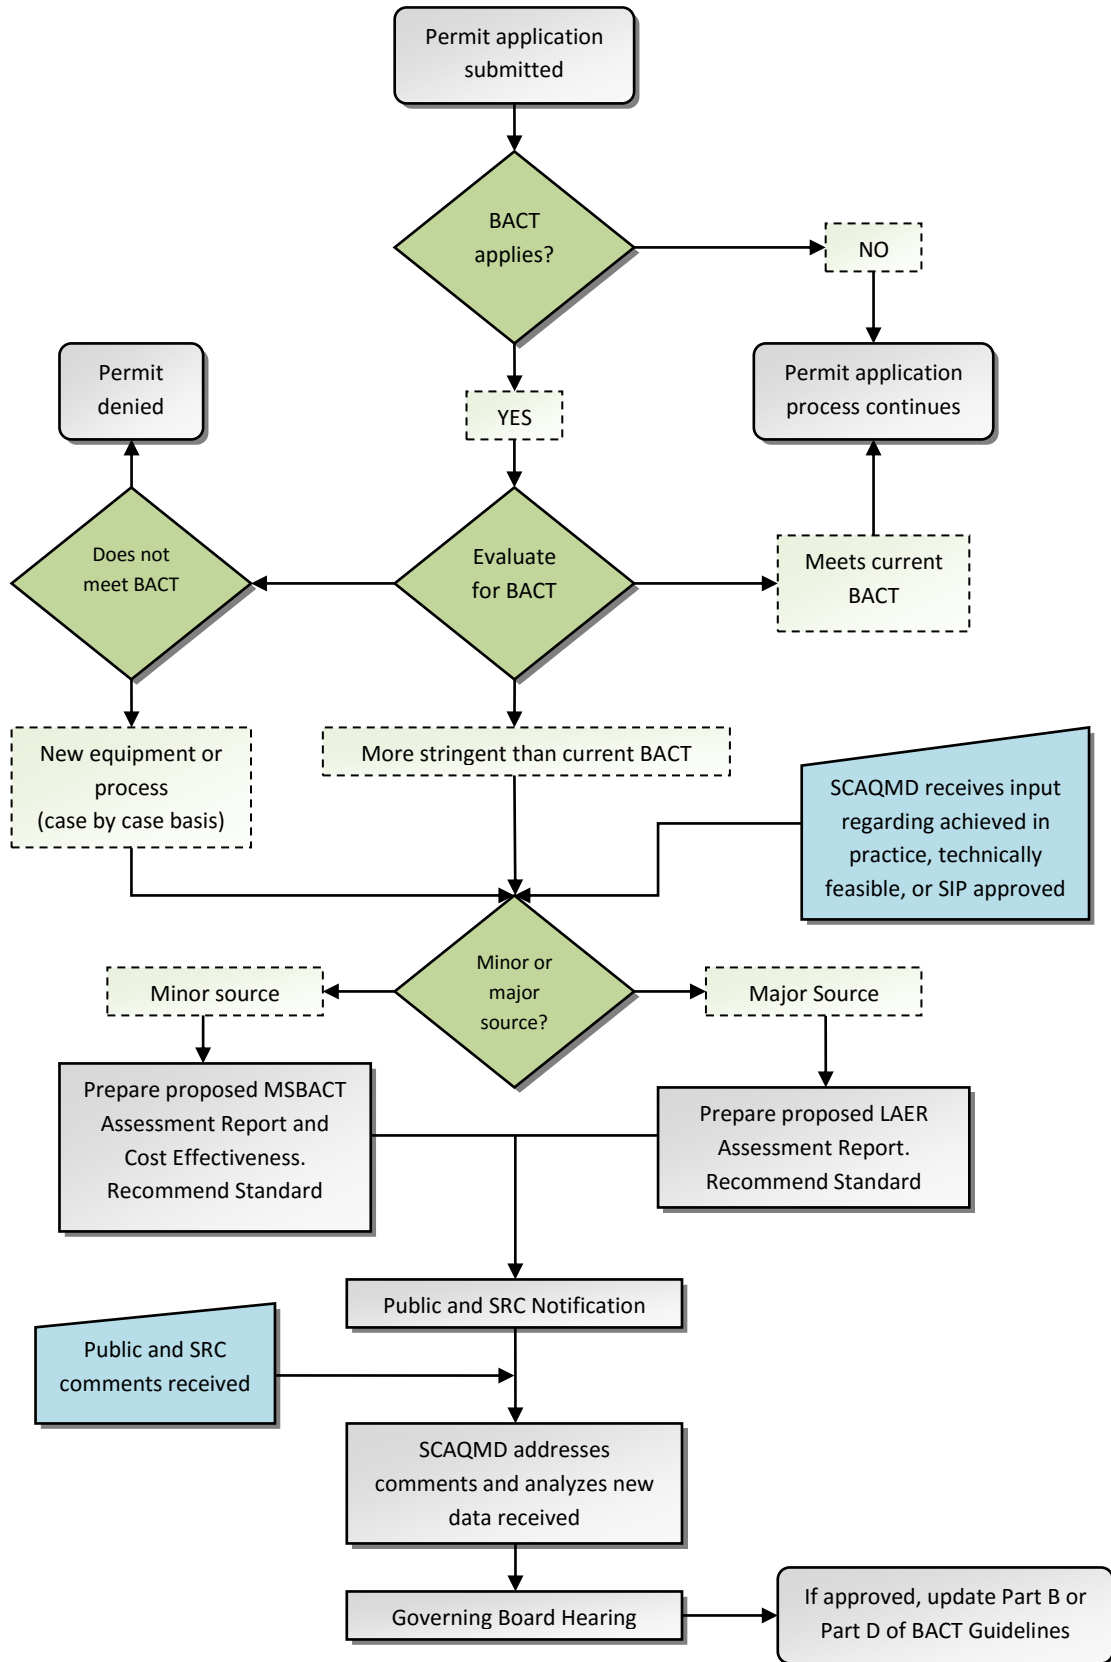 Permit application
submitted
BACT
applies?
NO
Permit
denied
YES
Permit application
process continues
Does not
meet BACT
Evaluate
for BACT
Meets current
BACT
New equipment or
process
(case by case basis)
More stringent than current BACT
SCAQMD receives input
regarding achieved in
practice, technically
feasible, or SIP approved
Minor source
Minor or
major
source?
Major Source
Prepare proposed MSBACT
Assessment Report and
Cost Effectiveness.
Recommend Standard
Prepare proposed LAER
Assessment Report.
Recommend Standard
Public and SRC Notification
Public and SRC
comments received
SCAQMD addresses
comments and analyzes new
data received
Governing Board Hearing
If approved, update Part B or
Part D of BACT Guidelines